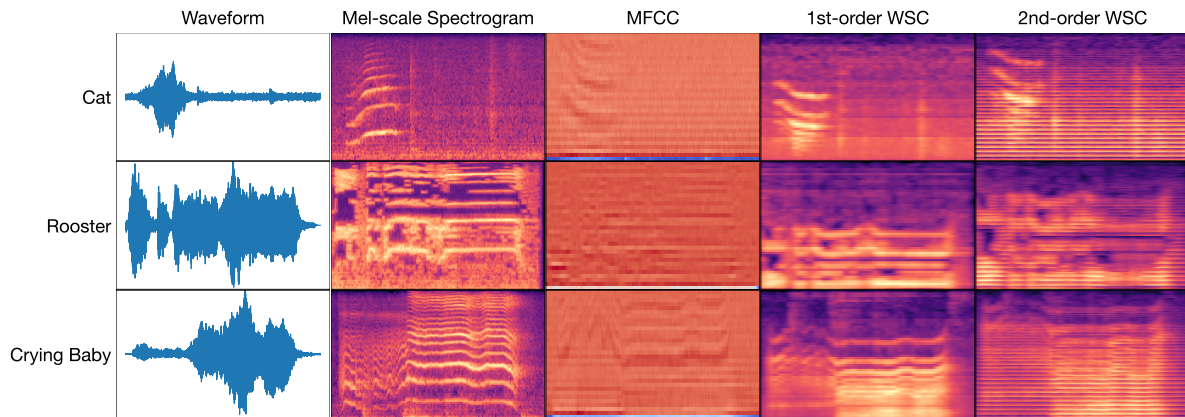 Waveform Mel-scale Spectrogram MFCC 1st-order WSC 2nd-order WSC
Cat
Rooster
Crying Baby